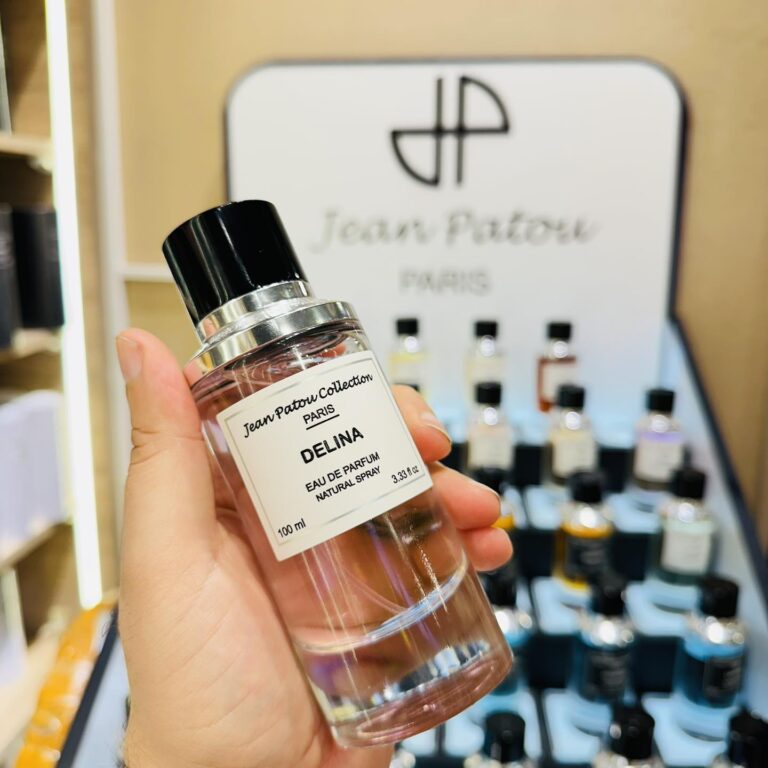 JP
Jean Patou
PARIS
Jean Patou Collection
PARIS
DELINA
EAU DE PARFUM
NATURAL SPRAY
100 ml
3.33 fl oz